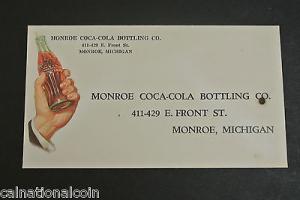 MONROE COCA-COLA BOTTLING CO.
411-429 E. Front St.
MONROE, MICHIGAN
MONROE COCA-COLA BOTTLING CO.
411-429 E. FRONT ST.
MONROE, MICHIGAN
calnationalcoin